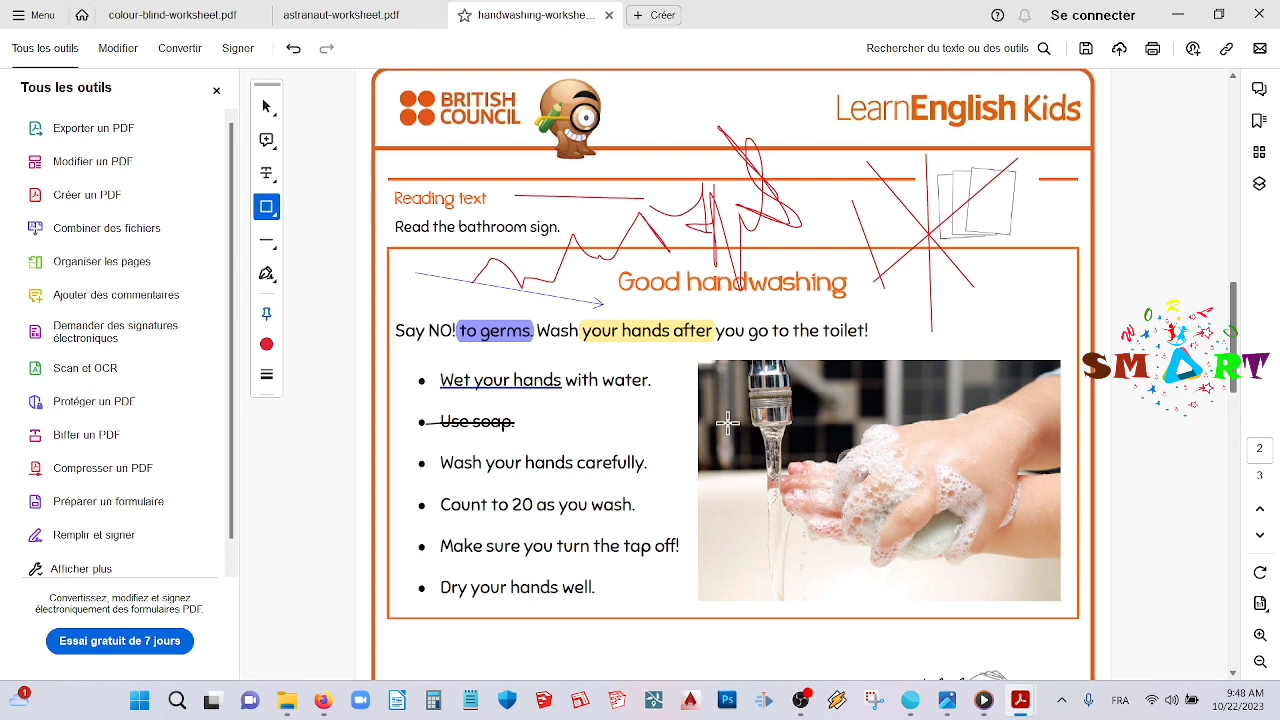 Menu
colour-blind-worksheet.pdf
astranaut-worksheet.pdf
handwashing-workshe...
Créer
Se connecter
Tous les outils
Modifier
Convertir
Signer
Rechercher du texte ou des outils
Tous les outils
Exporter un PDF
Modifier un PDF
Créer un PDF
Combiner des fichiers
Organiser les pages
Ajouter des commentaires
Demander des signatures
électroniques
Scan et OCR
Protéger un PDF
Biffer un PDF
Compresser un PDF
Préparer un formulaire
Remplir et signer
Afficher plus
Convertissez, modifiez et signez
électroniquement des formulaires PDF.
Essai gratuit de 7 jours
BRITISH
COUNCIL
LearnEnglish Kids
Reading text
Read the bathroom sign.
Good handwashing
Say NO! to germs. Wash your hands after you go to the toilet!
Wet your hands with water.
Use soap.
Wash your hands carefully.
Count to 20 as you wash.
Make sure you turn the tap off!
Dry your hands well.
SMART
2
3
1
Ps
FRA
9:48 AM
10/22/2023